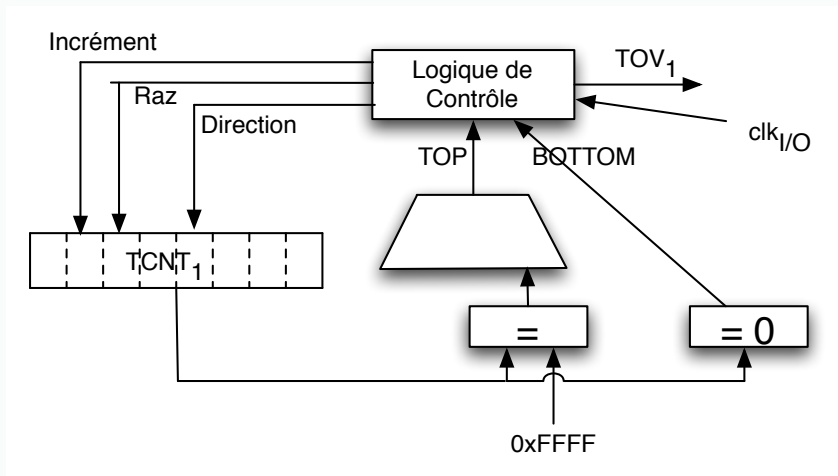 Incrément
Raz
Direction
Logique de
Contrôle
TOV1
clkI/O
TOP
BOTTOM
TCNT1
=
= 0
0xFFFF